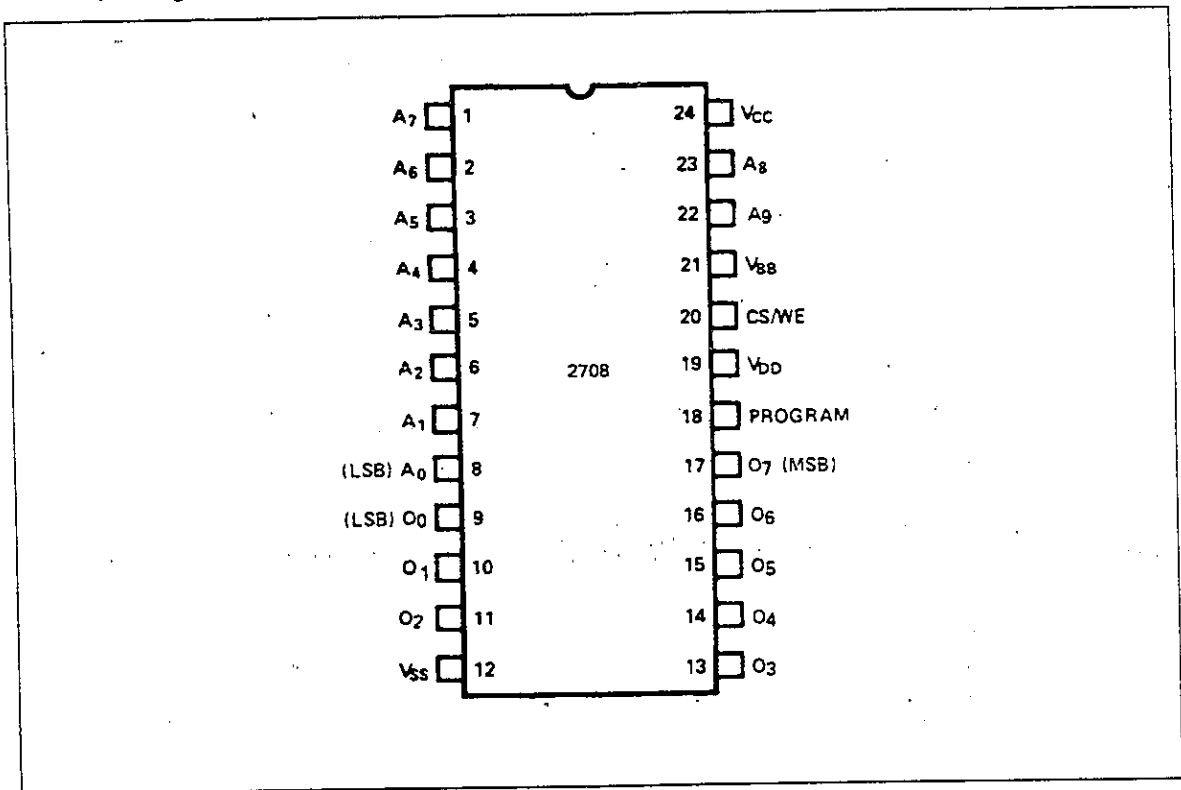 A7 1 24 VCC
A6 2 23 A8
A5 3 22 A9
A4 4 21 VBB
A3 5 20 CS/WE
A2 6 2708 19 VDD
A1 7 18 PROGRAM
(LSB) A0 8 17 O7 (MSB)
(LSB) O0 9 16 O6
O1 10 15 O5
O2 11 14 O4
VSS 12 13 O3